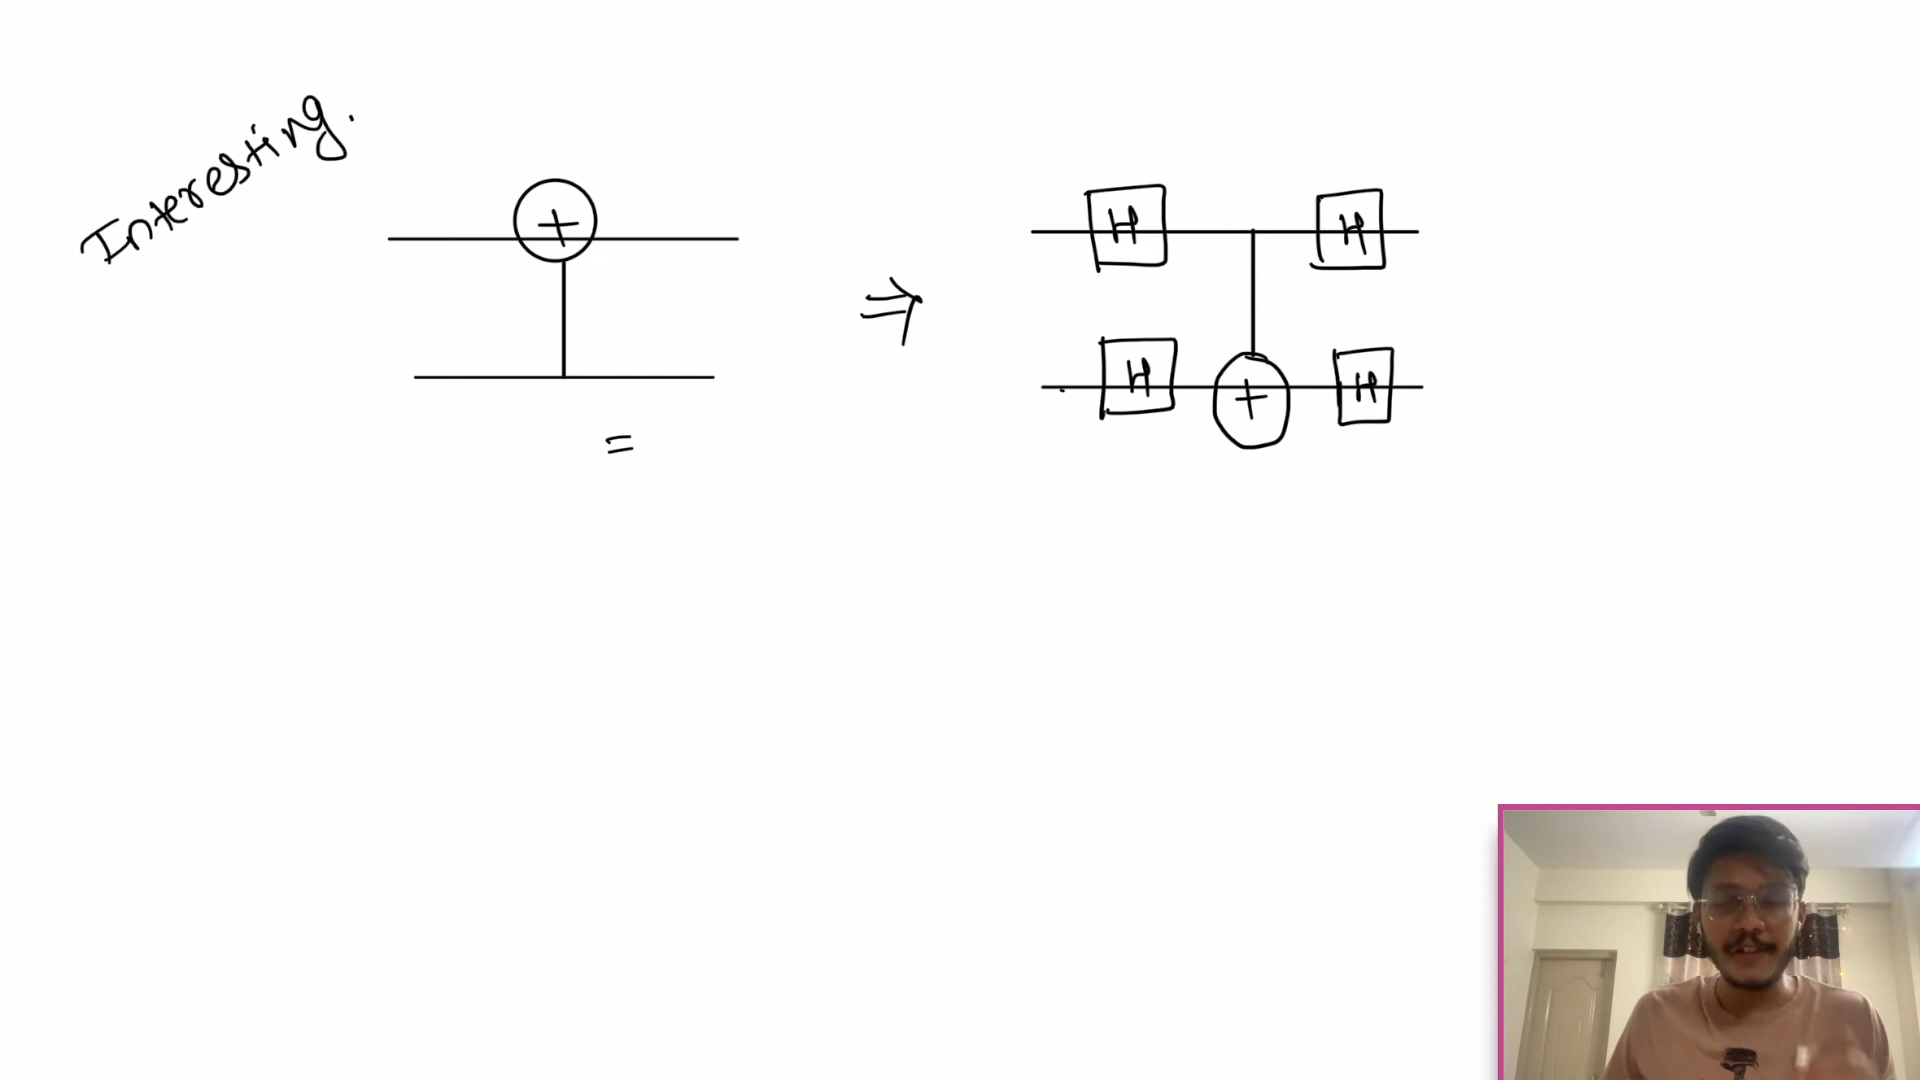 Interesting.
+
⇒
H H
H + H
=